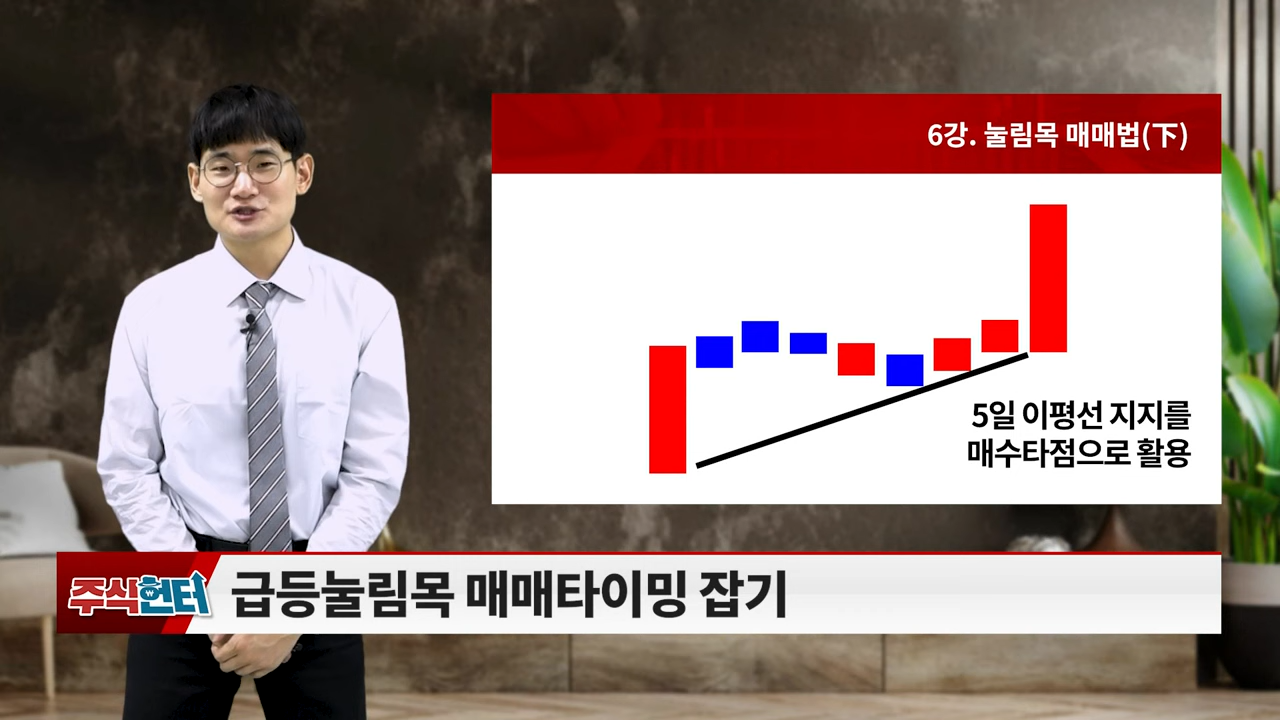 6강. 눌림목 매매법(下)
5일 이평선 지지를
매수타점으로 활용
주식헌터
급등눌림목 매매타이밍 잡기